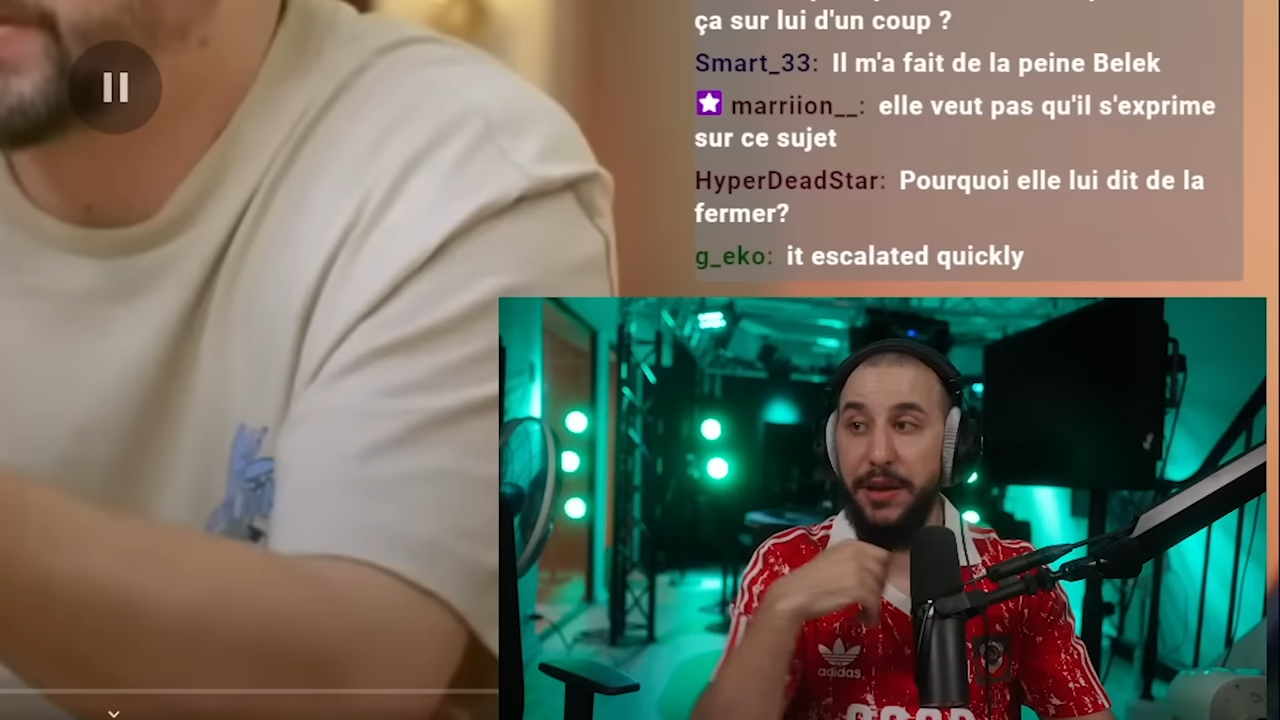 ça sur lui d'un coup ?
Smart_33: Il m'a fait de la peine Belek
marriion__: elle veut pas qu'il s'exprime
sur ce sujet
HyperDeadStar: Pourquoi elle lui dit de la
fermer?
g_eko: it escalated quickly
adidas